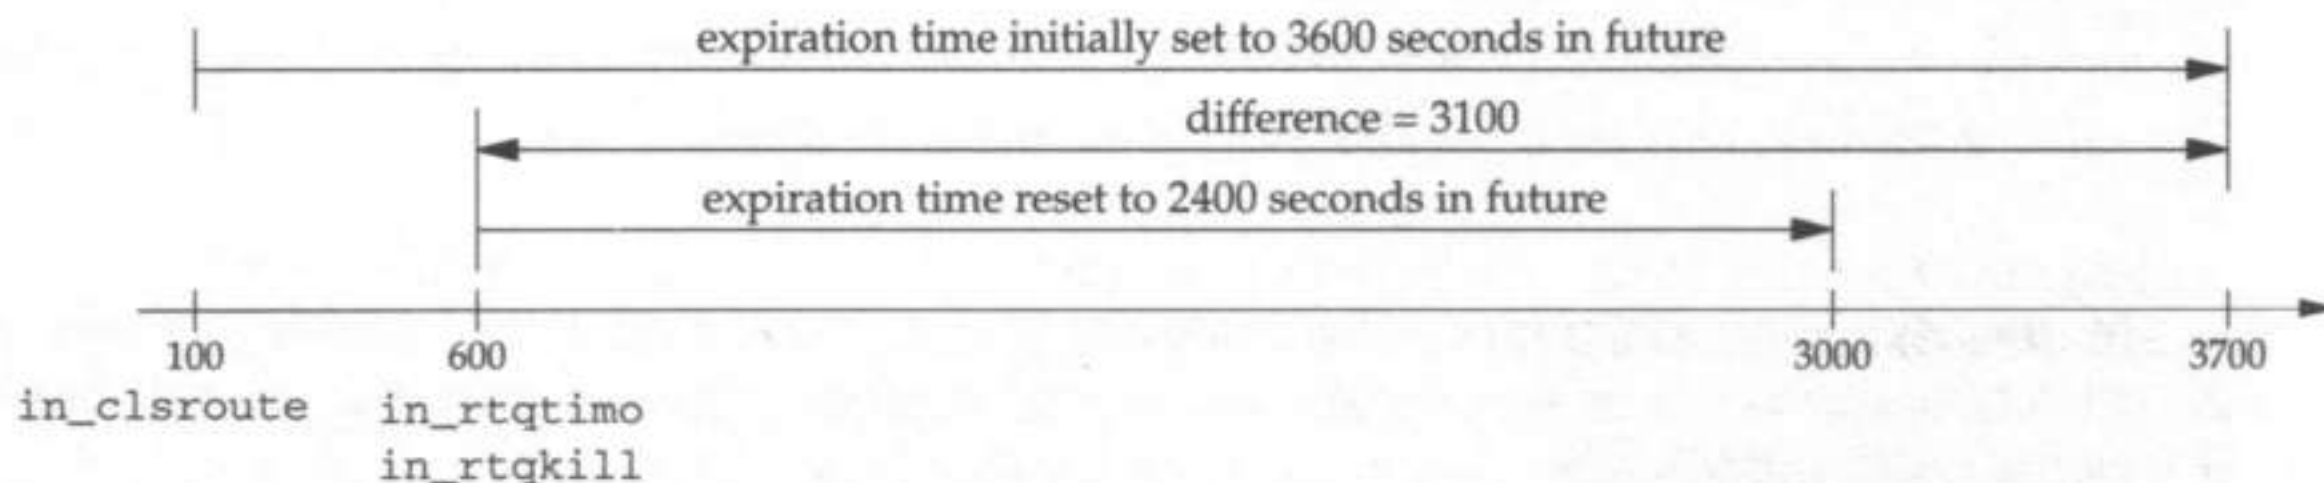 expiration time initially set to 3600 seconds in future
difference = 3100
expiration time reset to 2400 seconds in future
100 600 3000 3700
in_clsroute in_rtqtimo
in_rtqkill